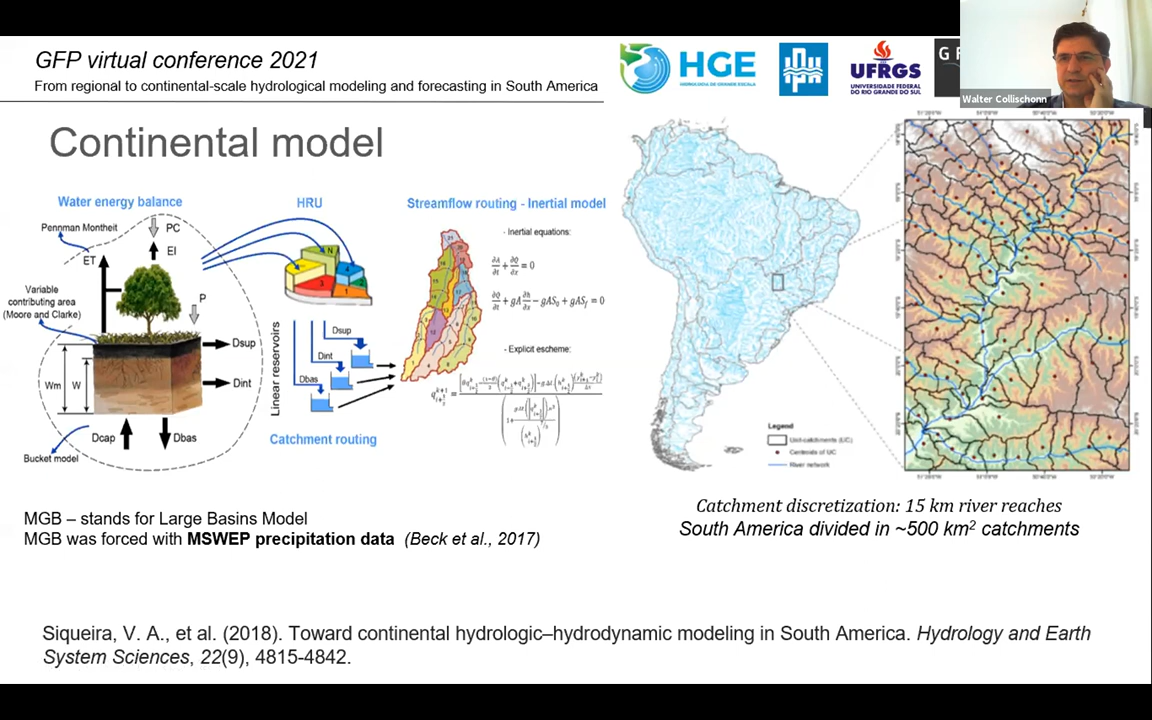 GFP virtual conference 2021
From regional to continental-scale hydrological modeling and forecasting in South America
HGE
UFRGS
UNIVERSIDADE FEDERAL
DO RIO GRANDE DO SUL
G
Walter Collischonn
Continental model
Water energy balance
HRU
Streamflow routing - Inertial model
Pennman Montheit
PC
EI
ET
P
Variable
contributing area
(Moore and Clarke)
Dsup
Wm
W
Dint
Dcap
Dbas
Bucket model
Linear reservoirs
Dsup
Dint
Dbas
Catchment routing
- Inertial equations:
∂A/∂t + ∂Q/∂x = 0
∂Q/∂t + gA ∂h/∂x − gAS₀ + gASf = 0
- Explicit escheme:
Legend
Unit-catchments (UC)
Centroids of UC
River network
Catchment discretization: 15 km river reaches
South America divided in ~500 km² catchments
MGB – stands for Large Basins Model
MGB was forced with MSWEP precipitation data (Beck et al., 2017)
Siqueira, V. A., et al. (2018). Toward continental hydrologic–hydrodynamic modeling in South America. Hydrology and Earth
System Sciences, 22(9), 4815-4842.